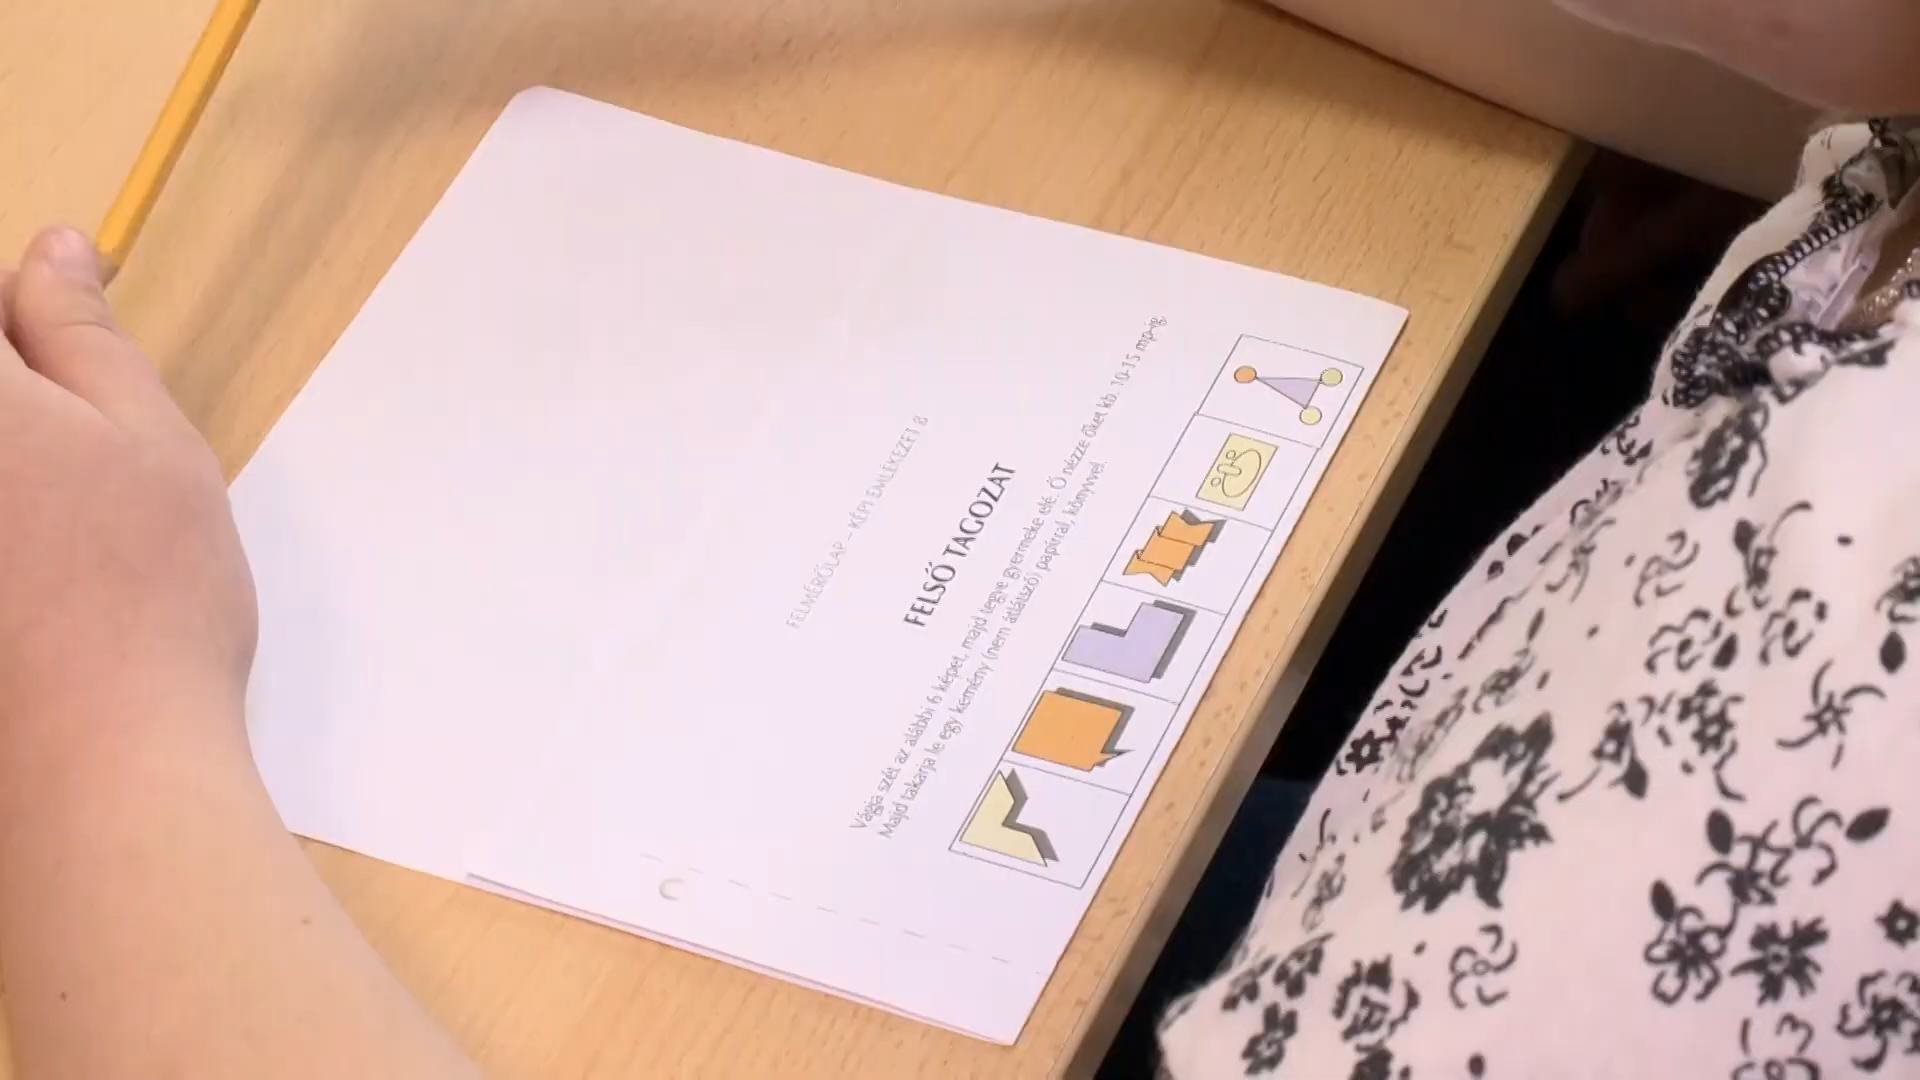 FELMÉRŐLAP – KÉPI EMLÉKEZET 8
FELSŐ TAGOZAT
Vágja szét az alábbi 6 képet, majd tegye gyermeke elé. Ő nézze őket kb. 10-15 mp-ig.
Majd takarja le egy kemény (nem átlátszó) papírral, könyvvel.